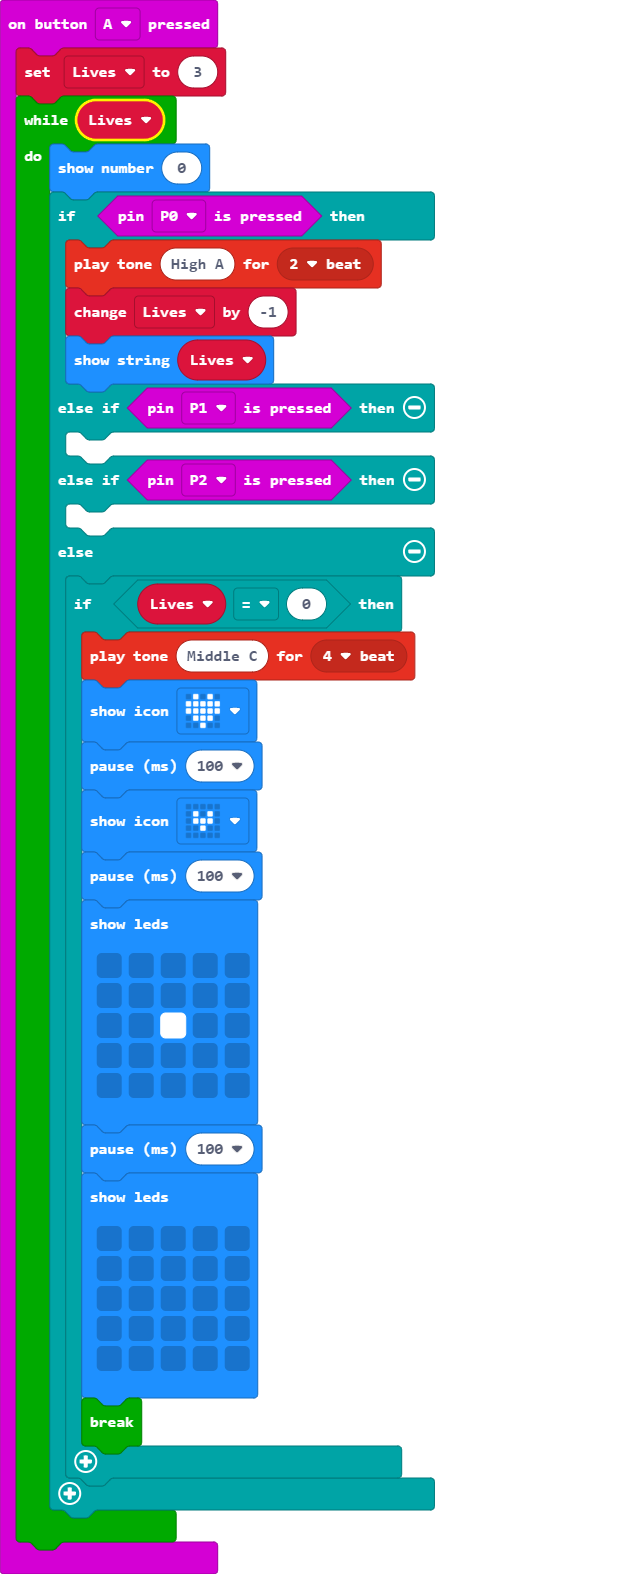 on button A pressed
set Lives to 3
while Lives
do
show number 0
if pin P0 is pressed then
play tone High A for 2 beat
change Lives by -1
show string Lives
else if pin P1 is pressed then
else if pin P2 is pressed then
else
if Lives = 0 then
play tone Middle C for 4 beat
show icon
pause (ms) 100
show icon
pause (ms) 100
show leds
pause (ms) 100
show leds
break